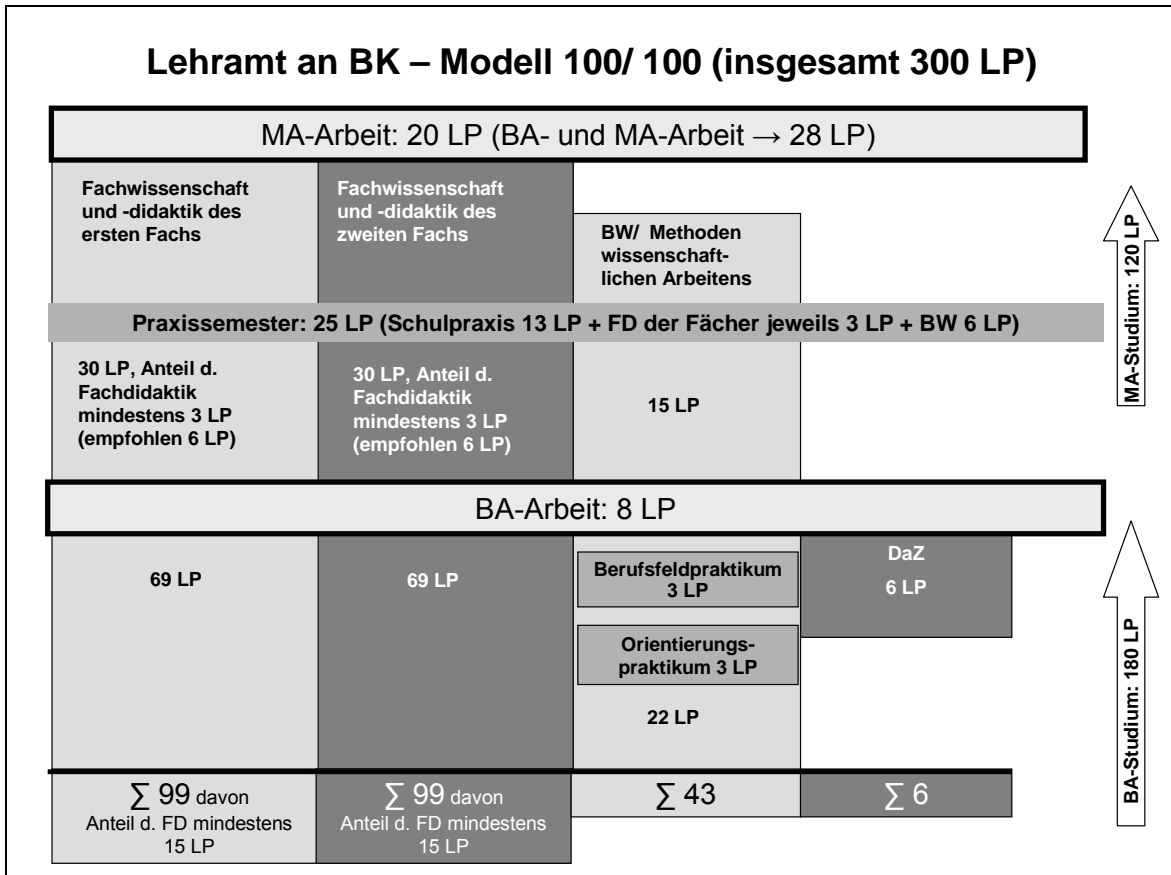 Lehramt an BK – Modell 100/ 100 (insgesamt 300 LP)
MA-Arbeit: 20 LP (BA- und MA-Arbeit → 28 LP)
Fachwissenschaft
und -didaktik des
ersten Fachs
Fachwissenschaft
und -didaktik des
zweiten Fachs
BW/ Methoden
wissenschaft-
lichen Arbeitens
Praxissemester: 25 LP (Schulpraxis 13 LP + FD der Fächer jeweils 3 LP + BW 6 LP)
30 LP, Anteil d.
Fachdidaktik
mindestens 3 LP
(empfohlen 6 LP)
30 LP, Anteil d.
Fachdidaktik
mindestens 3 LP
(empfohlen 6 LP)
15 LP
MA-Studium: 120 LP
BA-Arbeit: 8 LP
69 LP
69 LP
Berufsfeldpraktikum
3 LP
Orientierungs-
praktikum 3 LP
22 LP
DaZ
6 LP
BA-Studium: 180 LP
∑ 99 davon
Anteil d. FD mindestens
15 LP
∑ 99 davon
Anteil d. FD mindestens
15 LP
∑ 43
∑ 6